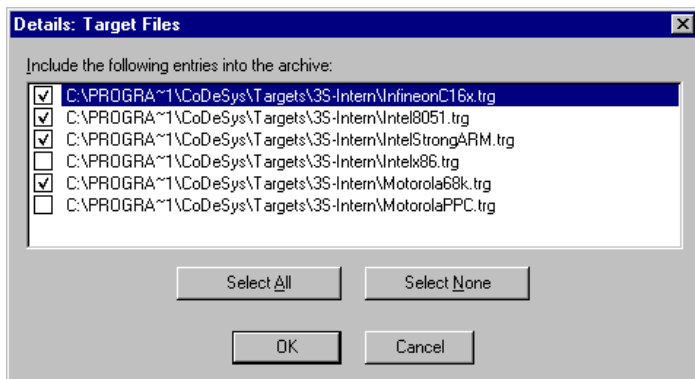 Details: Target Files
Include the following entries into the archive:
C:\PROGRA~1\CoDeSys\Targets\3S-Intern\InfineonC16x.trg
C:\PROGRA~1\CoDeSys\Targets\3S-Intern\Intel8051.trg
C:\PROGRA~1\CoDeSys\Targets\3S-Intern\IntelStrongARM.trg
C:\PROGRA~1\CoDeSys\Targets\3S-Intern\Intelx86.trg
C:\PROGRA~1\CoDeSys\Targets\3S-Intern\Motorola68k.trg
C:\PROGRA~1\CoDeSys\Targets\3S-Intern\MotorolaPPC.trg
Select All Select None
OK Cancel